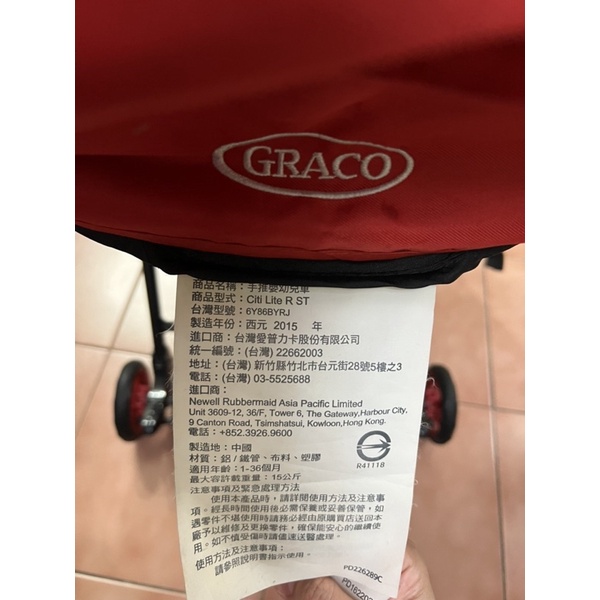 GRACO
商品名稱：手推嬰幼兒車
商品型式：Citi Lite R ST
台灣型號：6Y86BYRJ
製造年份：西元 2015 年
進口商：台灣愛普力卡股份有限公司
統一編號：(台灣) 22662003
地址：(台灣) 新竹縣竹北市台元街28號5樓之3
電話：(台灣) 03-5525688
進口商：
Newell Rubbermaid Asia Pacific Limited
Unit 3609-12, 36/F, Tower 6, The Gateway,Harbour City,
9 Canton Road, Tsimshatsui, Kowloon,Hong Kong.
電話：+852.3926.9600
製造地：中國
材質：鋁/鐵管、布料、塑膠
適用年齡：1-36個月
最大容許載重量：15公斤
R41118
注意事項及緊急處理方法
使用本產品時，請詳閱使用方法及注意事
項。經長時間使用後必需保養或妥善保管，如
遇零件不堪使用時請務必經由原購買店送回本
廠予以維修及更換零件，確保能安心的繼續使
用。如不慎受傷時請儘速送醫處理。
使用方法及注意事項：
請參照說明書指示使用。
PD226289C